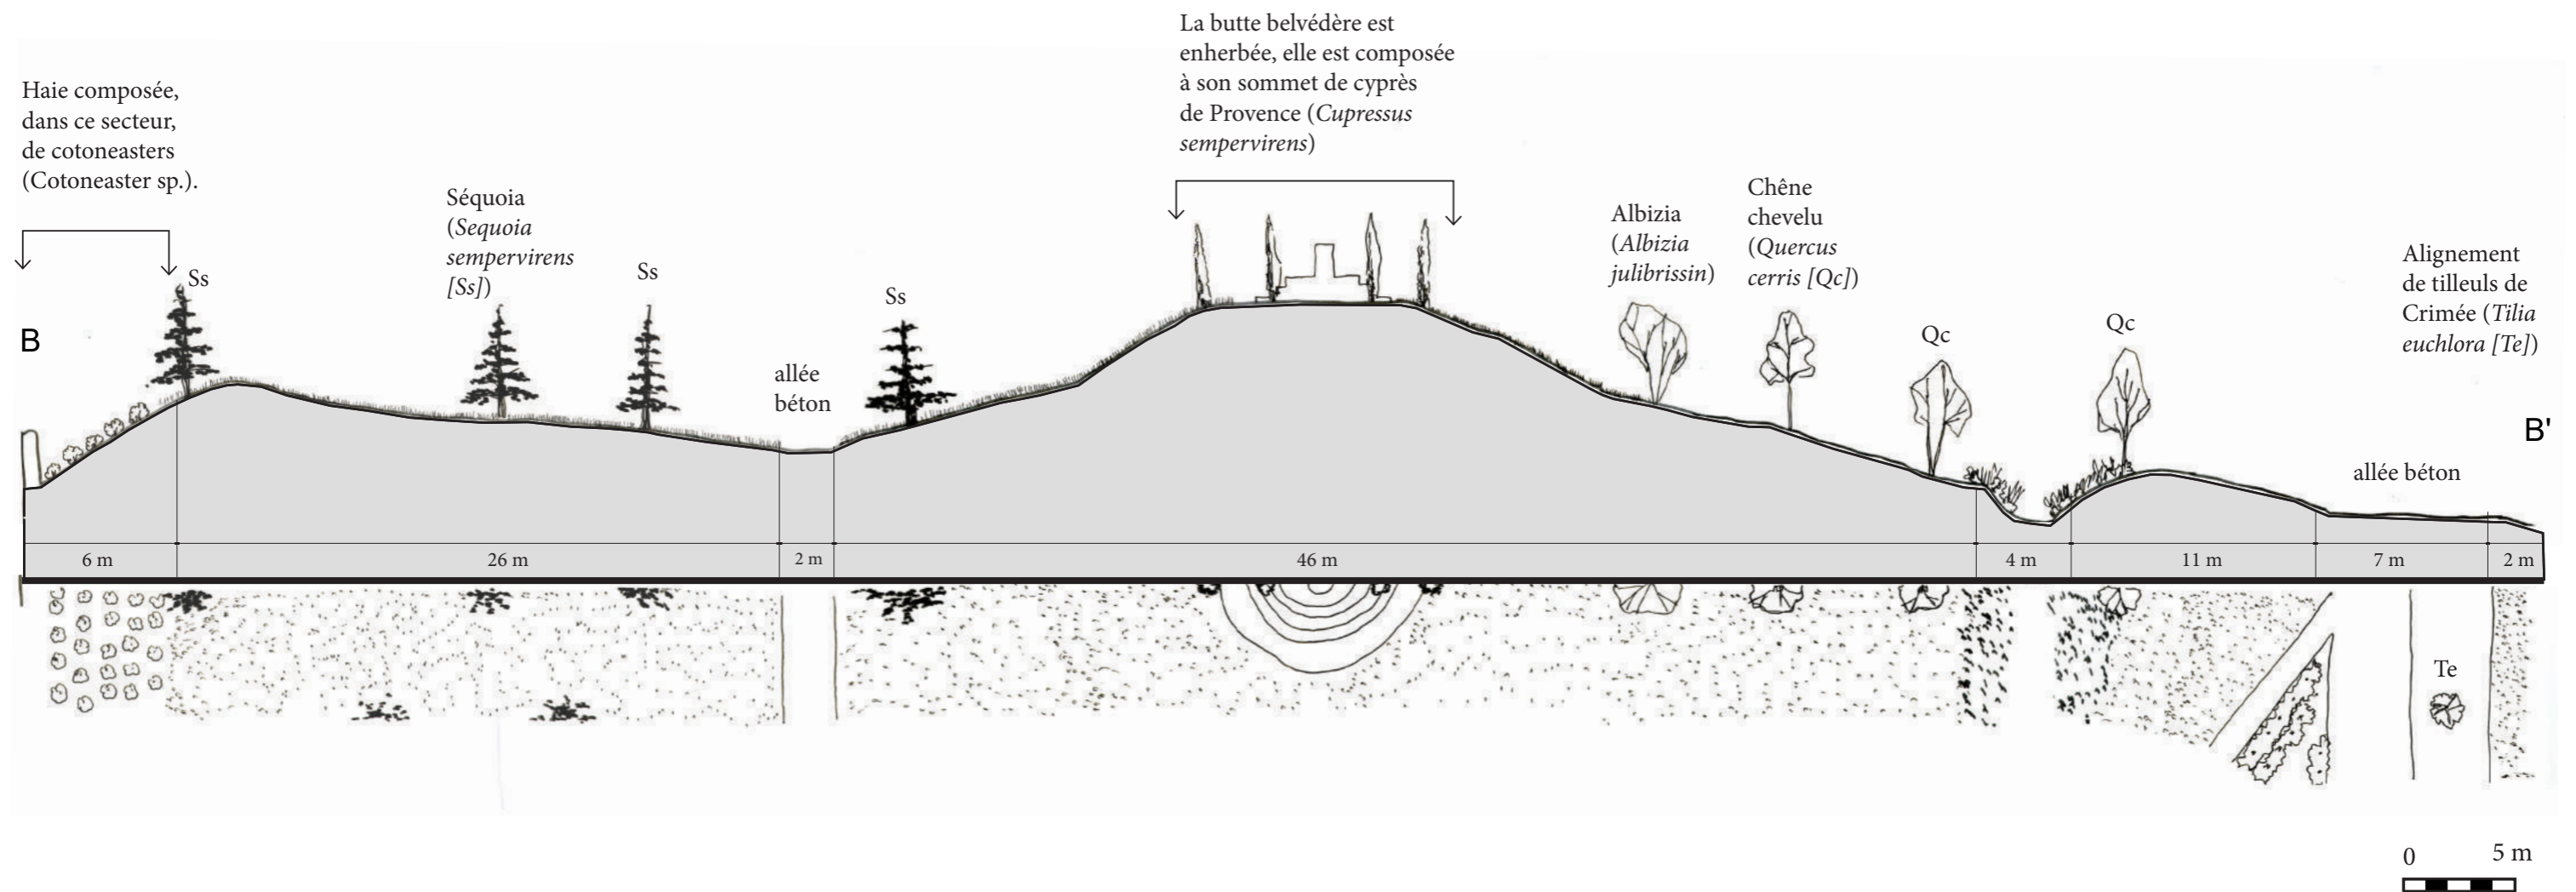 La butte belvédère est
enherbée, elle est composée
à son sommet de cyprès
de Provence (Cupressus
sempervirens)
Haie composée,
dans ce secteur,
de cotoneasters
(Cotoneaster sp.).
Séquoia
(Sequoia
sempervirens
[Ss])
Ss
Ss
Ss
Albizia
(Albizia
julibrissin)
Chêne
chevelu
(Quercus
cerris [Qc])
Qc
Qc
Alignement
de tilleuls de
Crimée (Tilia
euchlora [Te])
B
B'
allée
béton
allée béton
6 m
26 m
2 m
46 m
4 m
11 m
7 m
2 m
Te
0
5 m